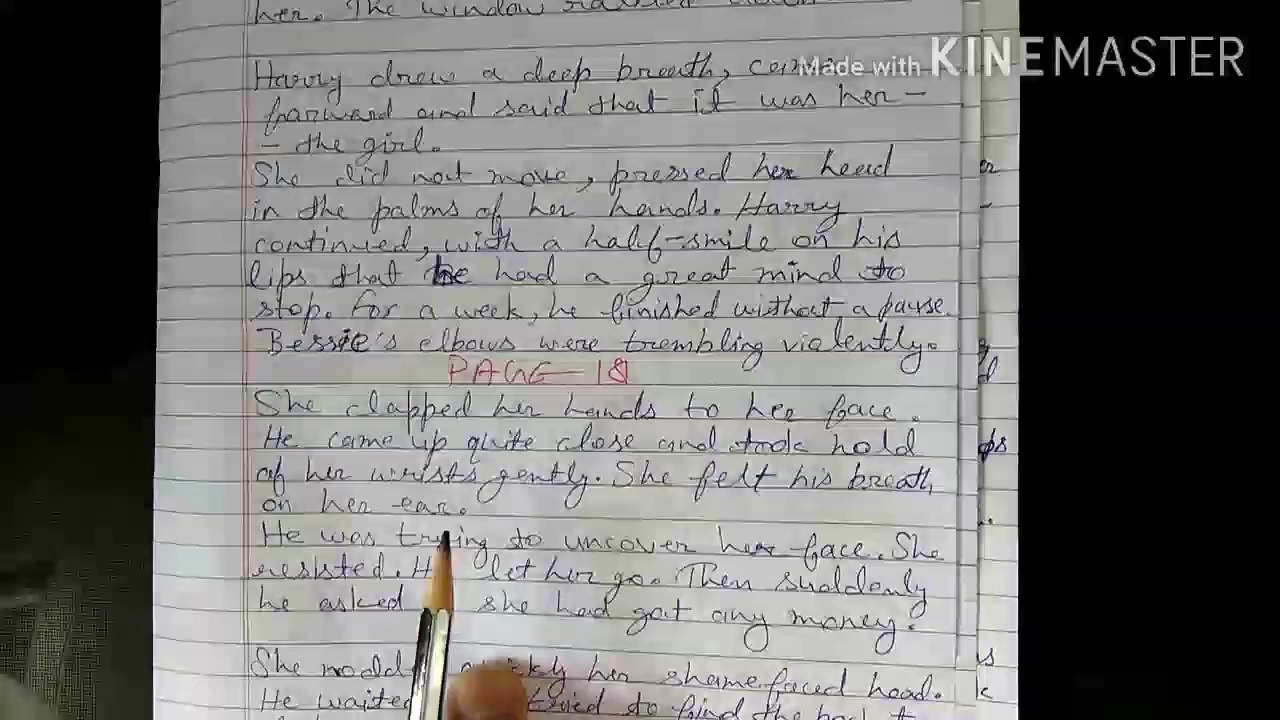 her. The window
Made with KINEMASTER
Harry drew a deep breath,
forward and said that it was her –
– the girl.
She did not move, pressed her head
in the palms of her hands. Harry
continued, with a half-smile on his
lips that he had a great mind to
stop. For a week, he finished without a pause.
Bessie's elbows were trembling violently.
PAGE – 18
She clapped her hands to her face.
He came up quite close and took hold
of her wrists gently. She felt his breath
on her ear.
He was trying to uncover her face. She
resisted. let her go. Then suddenly
he asked she had got any money.
She her shamefaced head.
He waited tried to find the